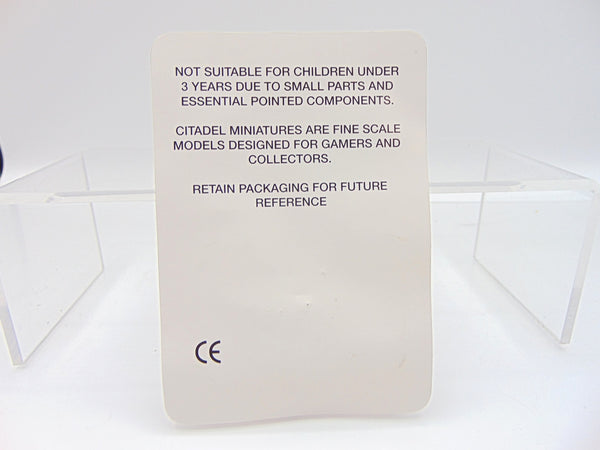 NOT SUITABLE FOR CHILDREN UNDER
3 YEARS DUE TO SMALL PARTS AND
ESSENTIAL POINTED COMPONENTS.
CITADEL MINIATURES ARE FINE SCALE
MODELS DESIGNED FOR GAMERS AND
COLLECTORS.
RETAIN PACKAGING FOR FUTURE
REFERENCE
CE